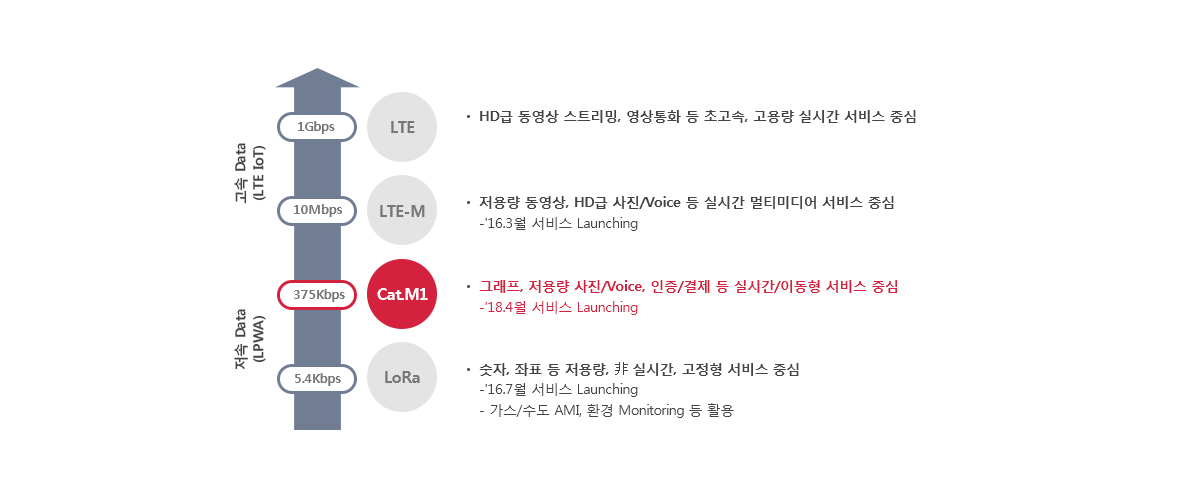 고속 Data
(LTE IoT)
1Gbps
LTE
• HD급 동영상 스트리밍, 영상통화 등 초고속, 고용량 실시간 서비스 중심
10Mbps
LTE-M
• 저용량 동영상, HD급 사진/Voice 등 실시간 멀티미디어 서비스 중심
-'16.3월 서비스 Launching
저속 Data
(LPWA)
375Kbps
Cat.M1
• 그래프, 저용량 사진/Voice, 인증/결제 등 실시간/이동형 서비스 중심
-'18.4월 서비스 Launching
5.4Kbps
LoRa
• 숫자, 좌표 등 저용량, 非 실시간, 고정형 서비스 중심
-'16.7월 서비스 Launching
- 가스/수도 AMI, 환경 Monitoring 등 활용